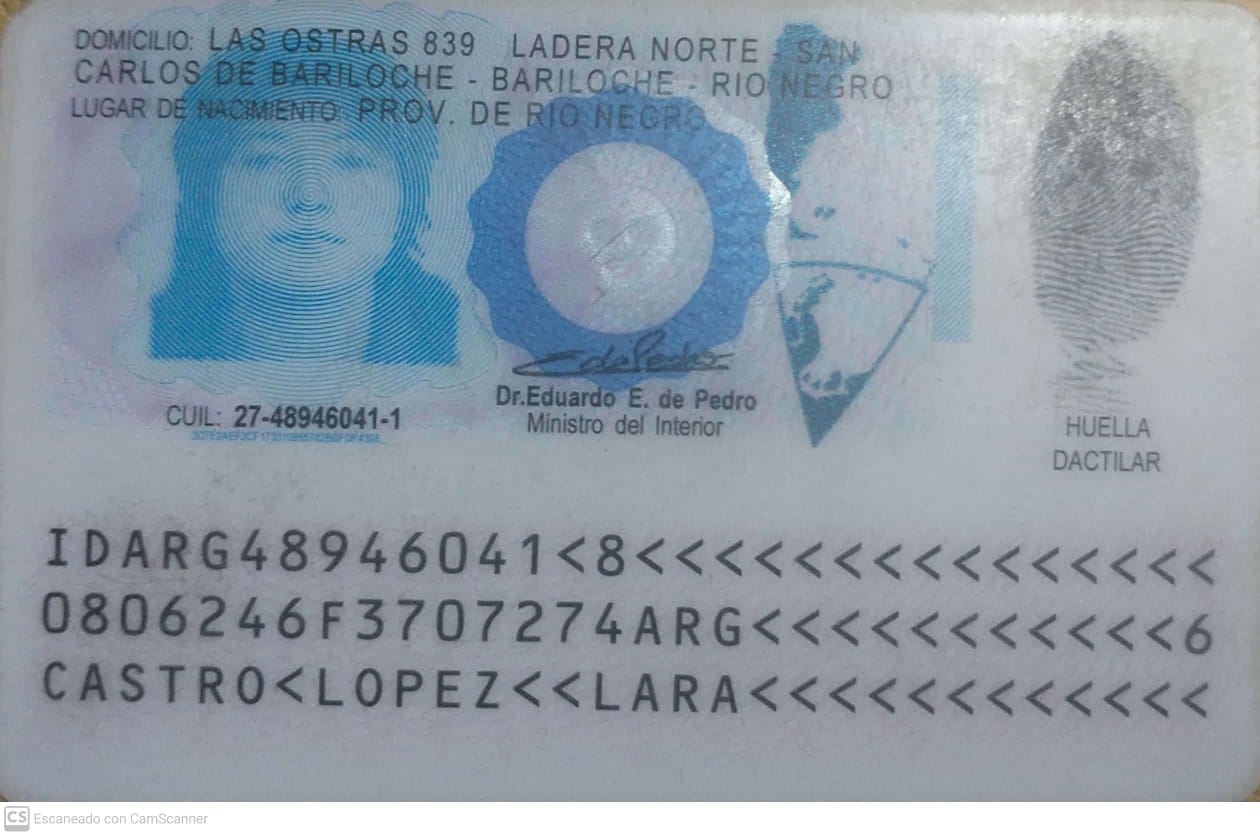 DOMICILIO: LAS OSTRAS 839 LADERA NORTE - SAN
CARLOS DE BARILOCHE - BARILOCHE - RIO NEGRO
LUGAR DE NACIMIENTO: PROV. DE RIO NEGRO
Dr.Eduardo E. de Pedro
Ministro del Interior
CUIL: 27-48946041-1
HUELLA
DACTILAR
IDARG48946041<8<<<<<<<<<<<<<<<
0806246F3707274ARG<<<<<<<<<<<6
CASTRO<LOPEZ<<LARA<<<<<<<<<<<<
CS Escaneado con CamScanner